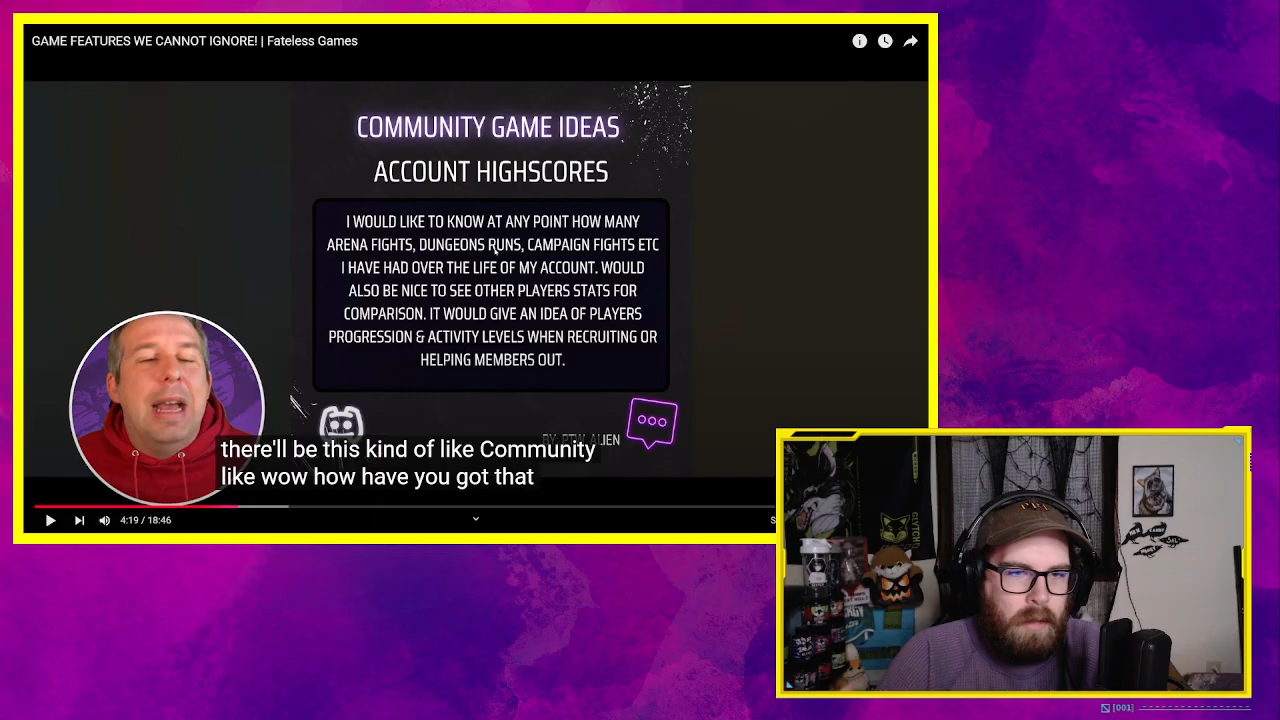 GAME FEATURES WE CANNOT IGNORE! | Fateless Games
COMMUNITY GAME IDEAS
ACCOUNT HIGHSCORES
I WOULD LIKE TO KNOW AT ANY POINT HOW MANY
ARENA FIGHTS, DUNGEONS RUNS, CAMPAIGN FIGHTS ETC
I HAVE HAD OVER THE LIFE OF MY ACCOUNT. WOULD
ALSO BE NICE TO SEE OTHER PLAYERS STATS FOR
COMPARISON. IT WOULD GIVE AN IDEA OF PLAYERS
PROGRESSION & ACTIVITY LEVELS WHEN RECRUITING OR
HELPING MEMBERS OUT.
BY: ALIEN
there'll be this kind of like Community
like wow how have you got that
4:19 / 18:46
S
[001]